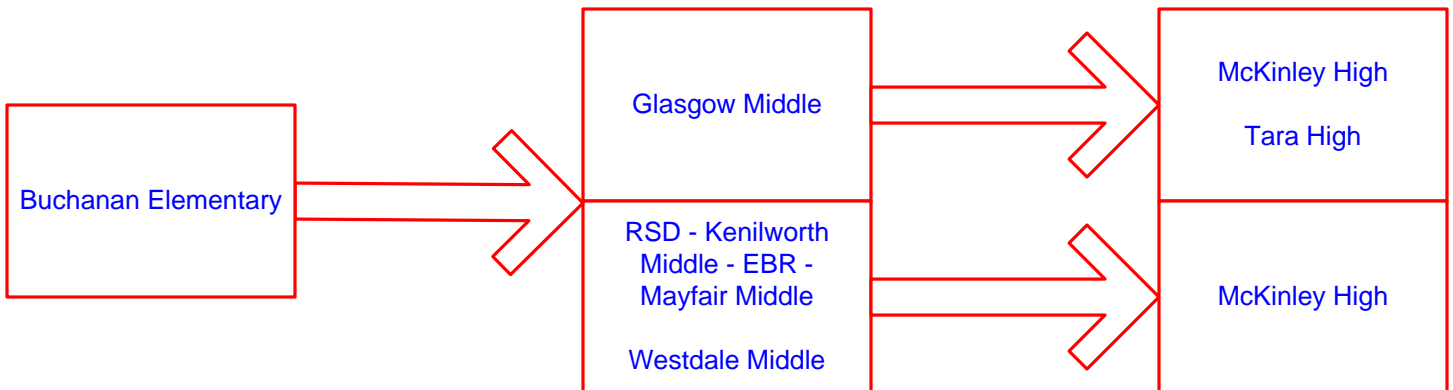 Buchanan Elementary
Glasgow Middle
RSD - Kenilworth
Middle - EBR -
Mayfair Middle
Westdale Middle
McKinley High
Tara High
McKinley High